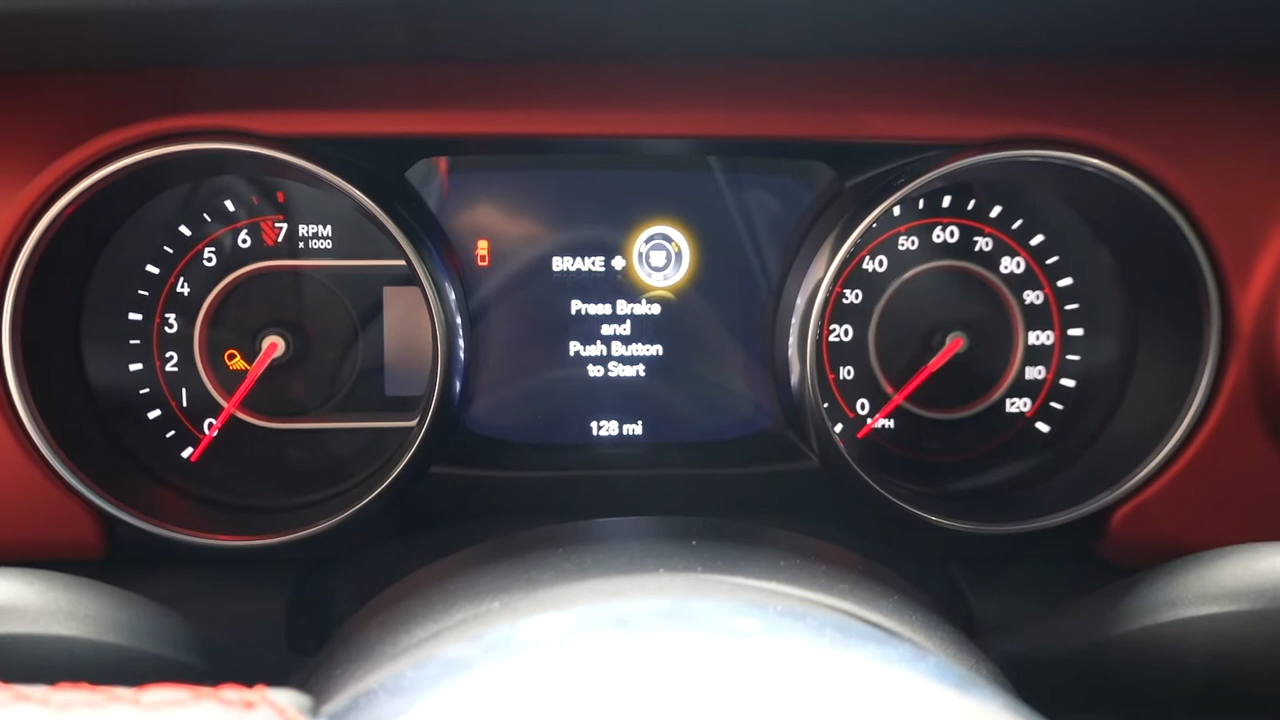 7
6
5
4
3
2
1
0
RPM
x 1000
BRAKE +
Press Brake
and
Push Button
to Start
128 mi
0
10
20
30
40
50
60
70
80
90
100
110
120
MPH